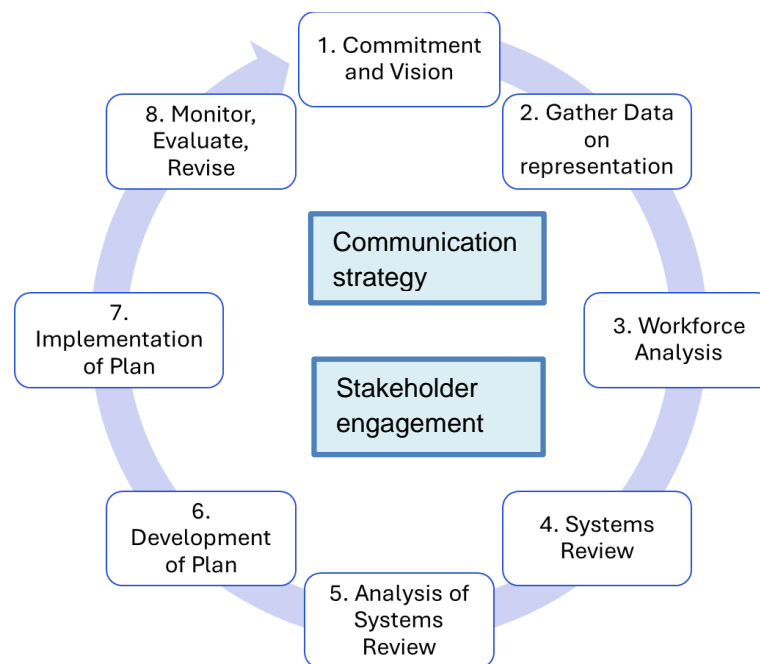 1. Commitment
and Vision
2. Gather Data
on
representation
3. Workforce
Analysis
4. Systems
Review
5. Analysis of
Systems
Review
6.
Development
of Plan
7.
Implementation
of Plan
8. Monitor,
Evaluate,
Revise
Communication
strategy
Stakeholder
engagement